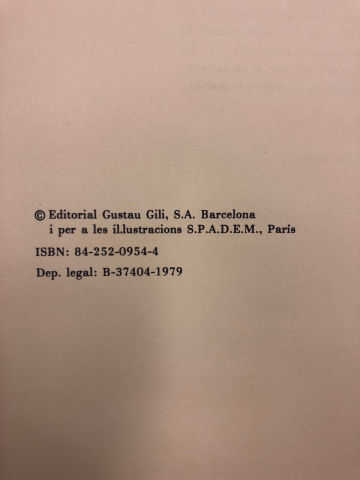 © Editorial Gustau Gili, S.A. Barcelona
i per a les il.lustracions S.P.A.D.E.M., París
ISBN: 84-252-0954-4
Dep. legal: B-37404-1979